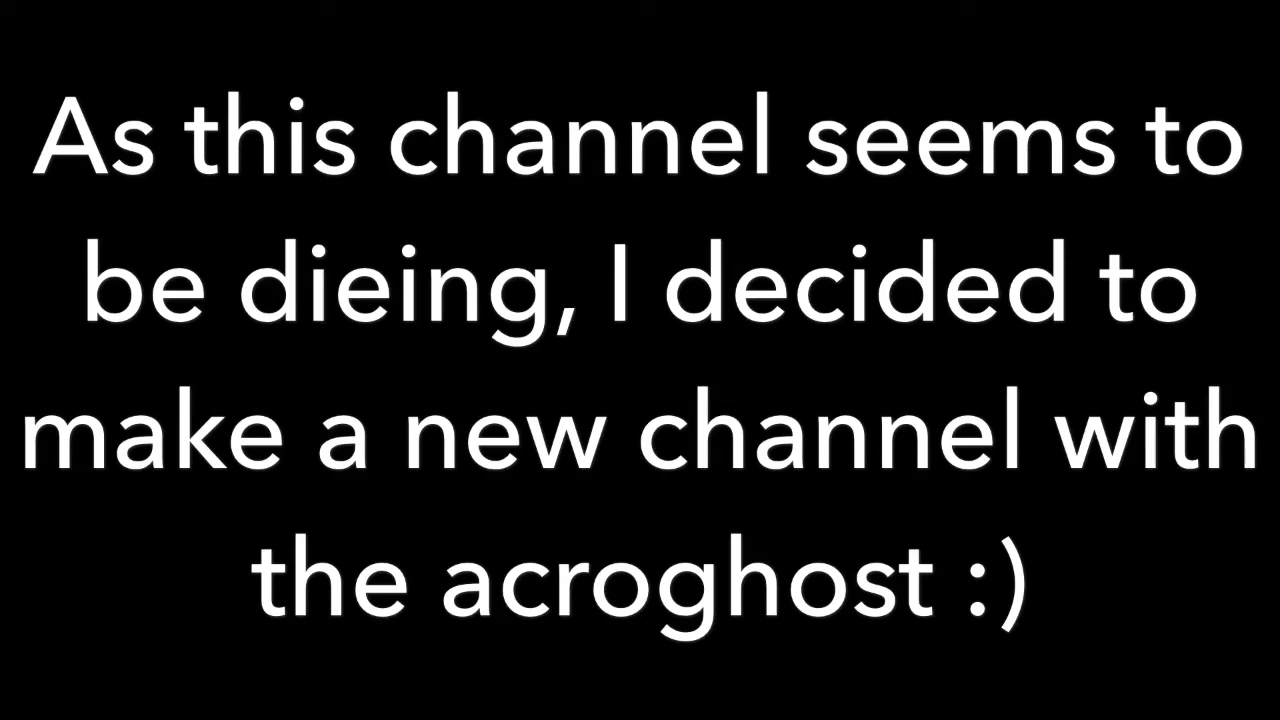 As this channel seems to
be dieing, I decided to
make a new channel with
the acroghost :)